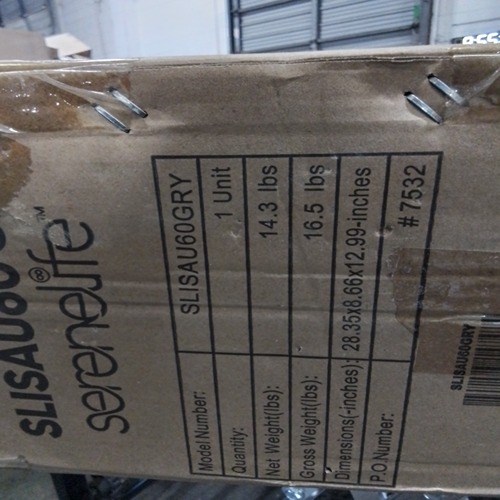 SLISAU60
serenelife™
Model Number: SLISAU60GRY
Quantity: 1 Unit
Net Weight(lbs): 14.3 lbs
Gross Weight(lbs): 16.5 lbs
Dimensions(-inches): 28.35x8.66x12.99-inches
P.O Number: #7532
SLISAU60GRY